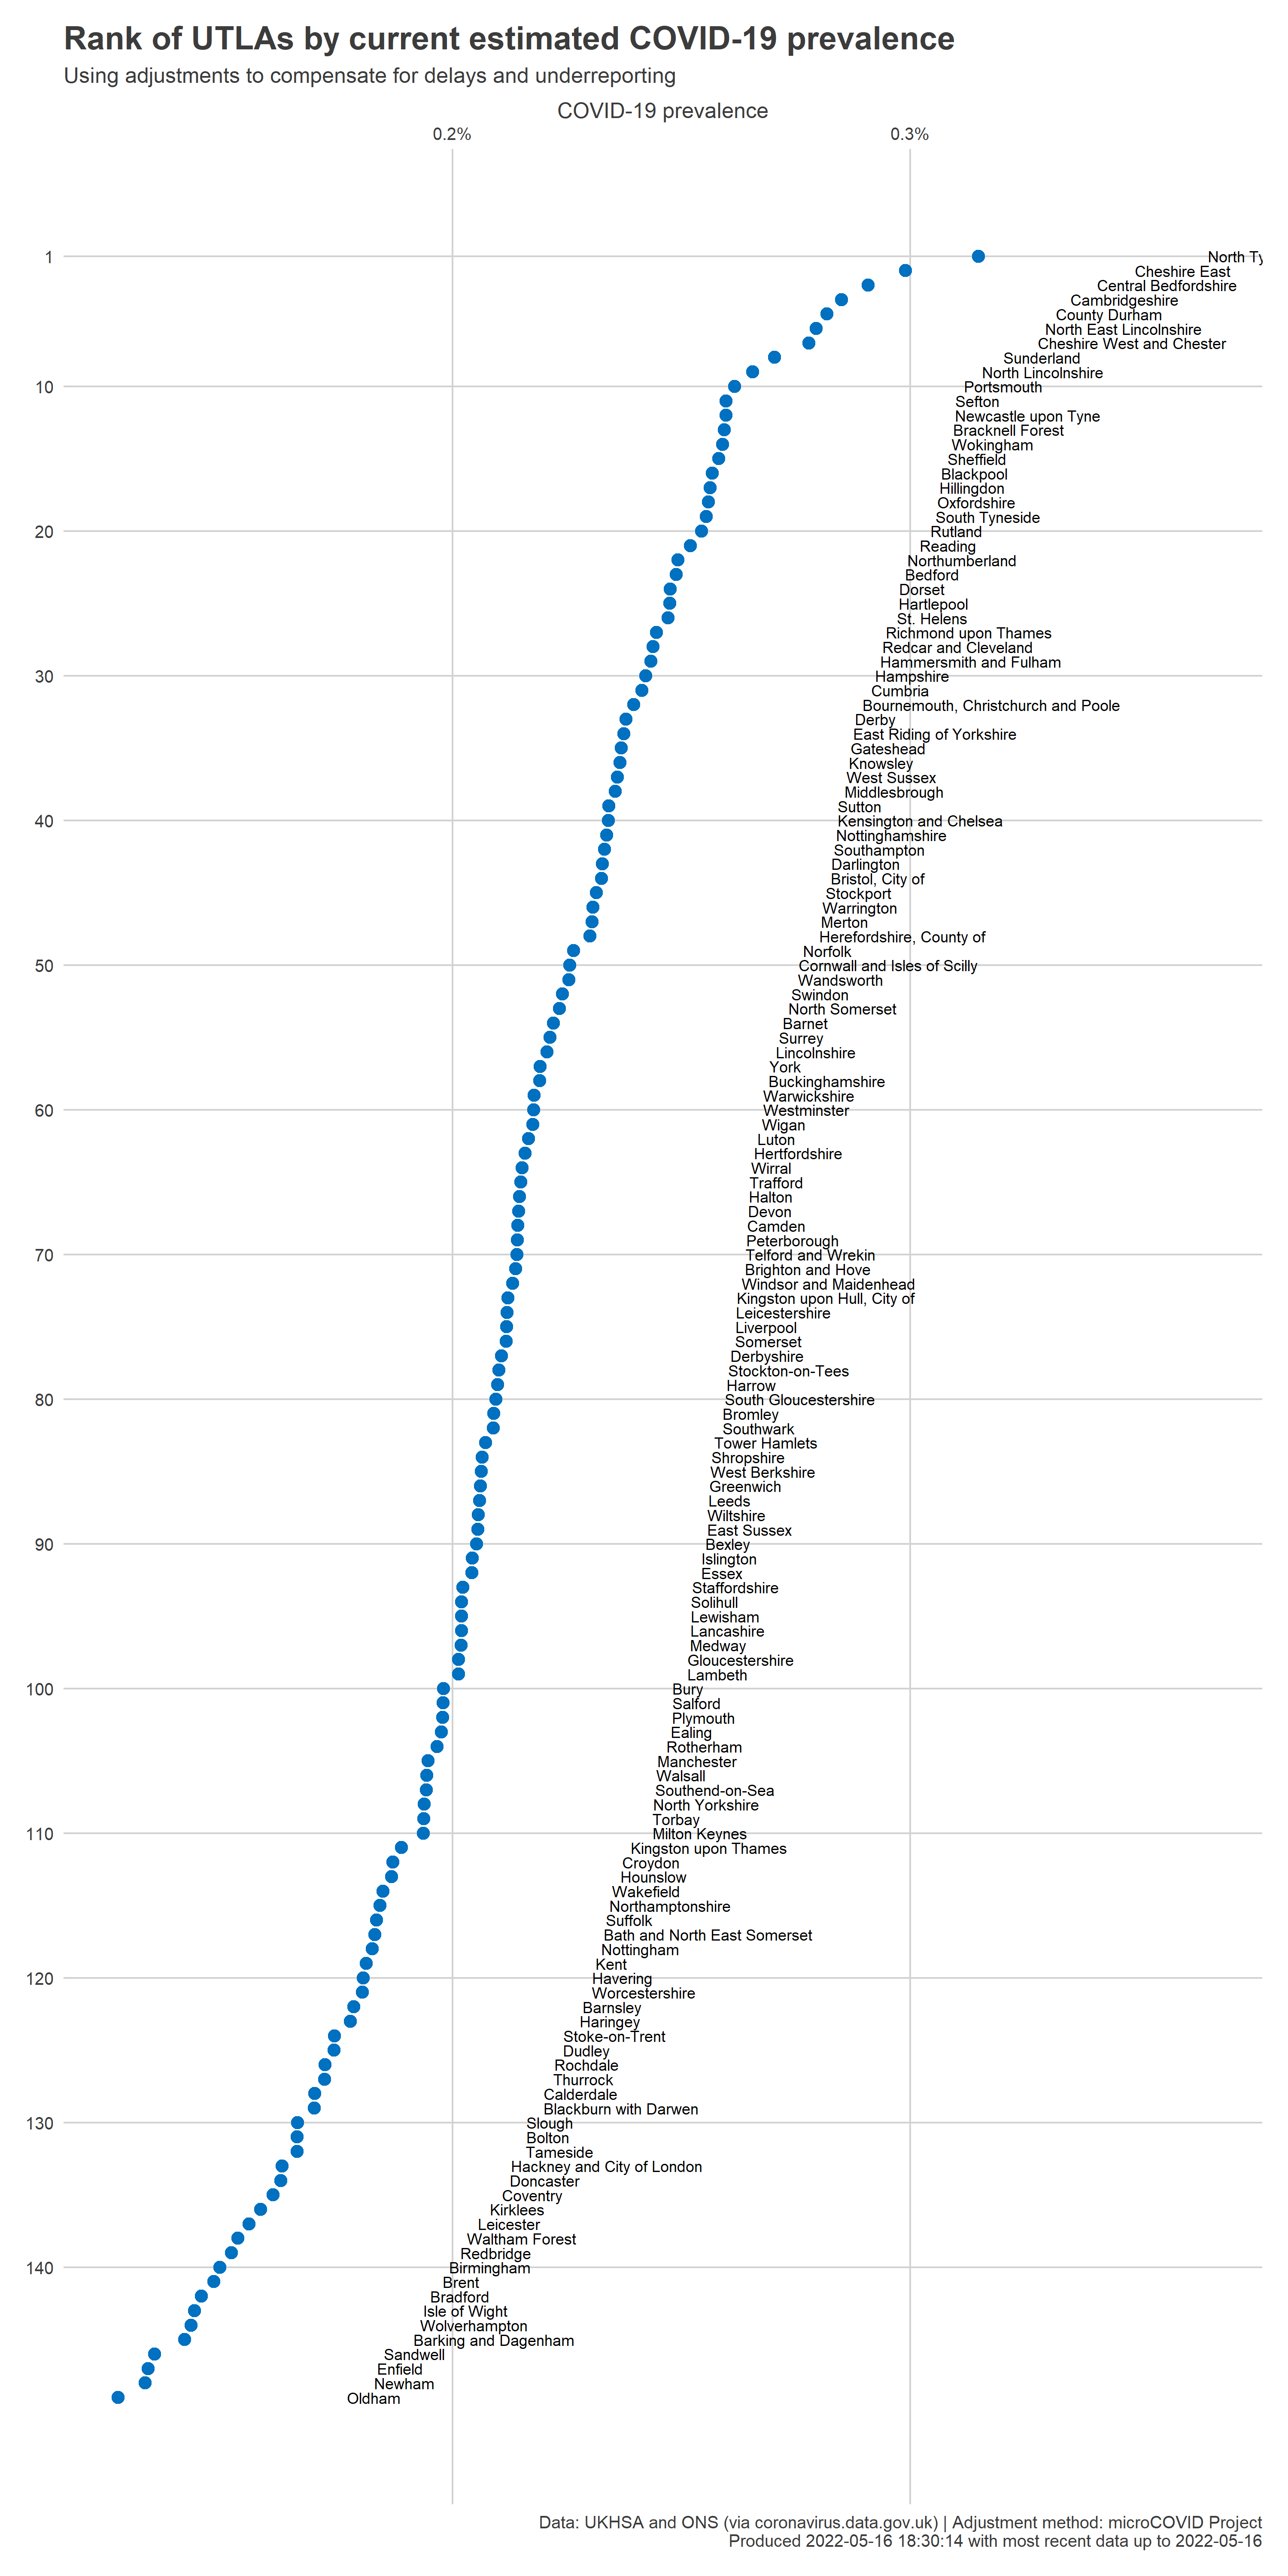 Rank of UTLAs by current estimated COVID-19 prevalence
Using adjustments to compensate for delays and underreporting
COVID-19 prevalence
0.2%
0.3%
1
North Ty
Cheshire East
Central Bedfordshire
Cambridgeshire
County Durham
North East Lincolnshire
Cheshire West and Chester
Sunderland
North Lincolnshire
10
Portsmouth
Sefton
Newcastle upon Tyne
Bracknell Forest
Wokingham
Sheffield
Blackpool
Hillingdon
Oxfordshire
South Tyneside
20
Rutland
Reading
Northumberland
Bedford
Dorset
Hartlepool
St. Helens
Richmond upon Thames
Redcar and Cleveland
Hammersmith and Fulham
30
Hampshire
Cumbria
Bournemouth, Christchurch and Poole
Derby
East Riding of Yorkshire
Gateshead
Knowsley
West Sussex
Middlesbrough
Sutton
40
Kensington and Chelsea
Nottinghamshire
Southampton
Darlington
Bristol, City of
Stockport
Warrington
Merton
Herefordshire, County of
Norfolk
50
Cornwall and Isles of Scilly
Wandsworth
Swindon
North Somerset
Barnet
Surrey
Lincolnshire
York
Buckinghamshire
Warwickshire
60
Westminster
Wigan
Luton
Hertfordshire
Wirral
Trafford
Halton
Devon
Camden
Peterborough
70
Telford and Wrekin
Brighton and Hove
Windsor and Maidenhead
Kingston upon Hull, City of
Leicestershire
Liverpool
Somerset
Derbyshire
Stockton-on-Tees
Harrow
80
South Gloucestershire
Bromley
Southwark
Tower Hamlets
Shropshire
West Berkshire
Greenwich
Leeds
Wiltshire
East Sussex
90
Bexley
Islington
Essex
Staffordshire
Solihull
Lewisham
Lancashire
Medway
Gloucestershire
Lambeth
100
Bury
Salford
Plymouth
Ealing
Rotherham
Manchester
Walsall
Southend-on-Sea
North Yorkshire
Torbay
110
Milton Keynes
Kingston upon Thames
Croydon
Hounslow
Wakefield
Northamptonshire
Suffolk
Bath and North East Somerset
Nottingham
Kent
120
Havering
Worcestershire
Barnsley
Haringey
Stoke-on-Trent
Dudley
Rochdale
Thurrock
Calderdale
Blackburn with Darwen
130
Slough
Bolton
Tameside
Hackney and City of London
Doncaster
Coventry
Kirklees
Leicester
Waltham Forest
Redbridge
140
Birmingham
Brent
Bradford
Isle of Wight
Wolverhampton
Barking and Dagenham
Sandwell
Enfield
Newham
Oldham
Data: UKHSA and ONS (via coronavirus.data.gov.uk) | Adjustment method: microCOVID Project
Produced 2022-05-16 18:30:14 with most recent data up to 2022-05-16